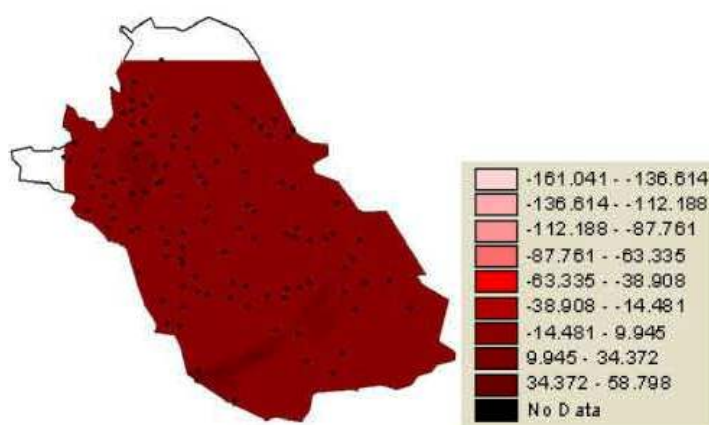 -161.041 - -136.614
-136.614 - -112.188
-112.188 - -87.761
-87.761 - -63.335
-63.335 - -38.908
-38.908 - -14.481
-14.481 - 9.945
9.945 - 34.372
34.372 - 58.798
No Data